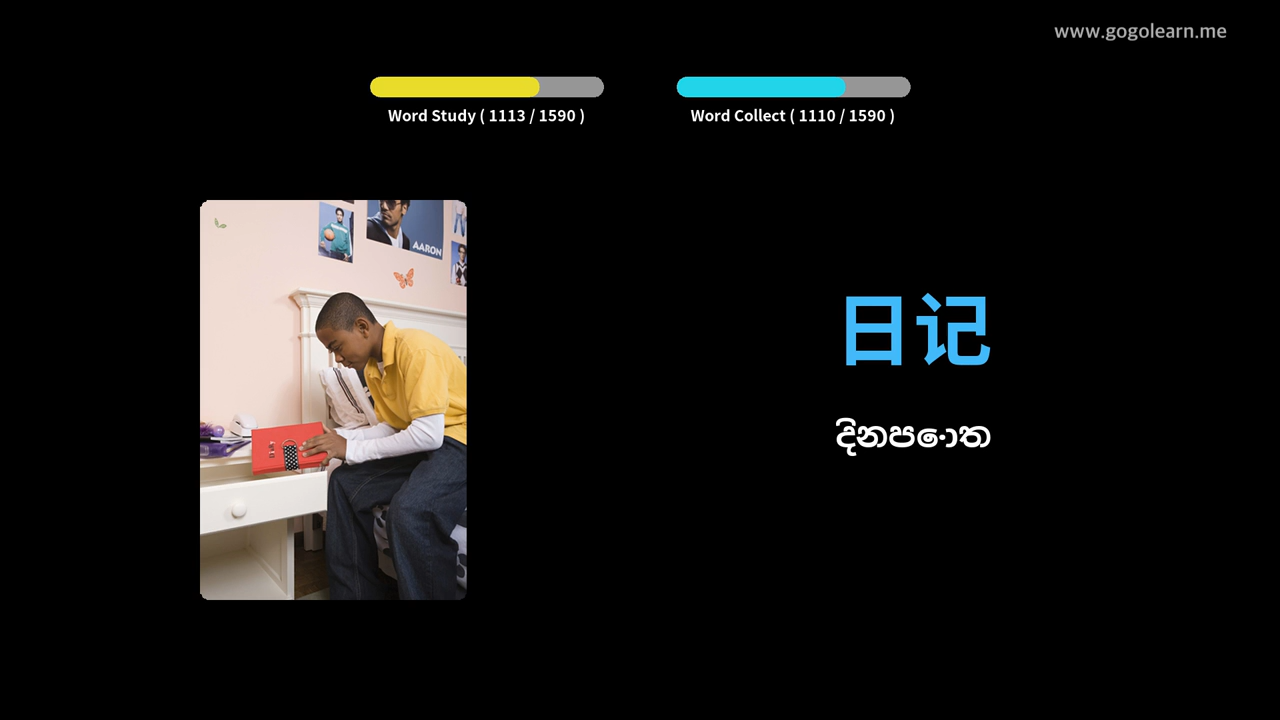 www.gogolearn.me
Word Study ( 1113 / 1590 )
Word Collect ( 1110 / 1590 )
AARON
日记
දිනපොත